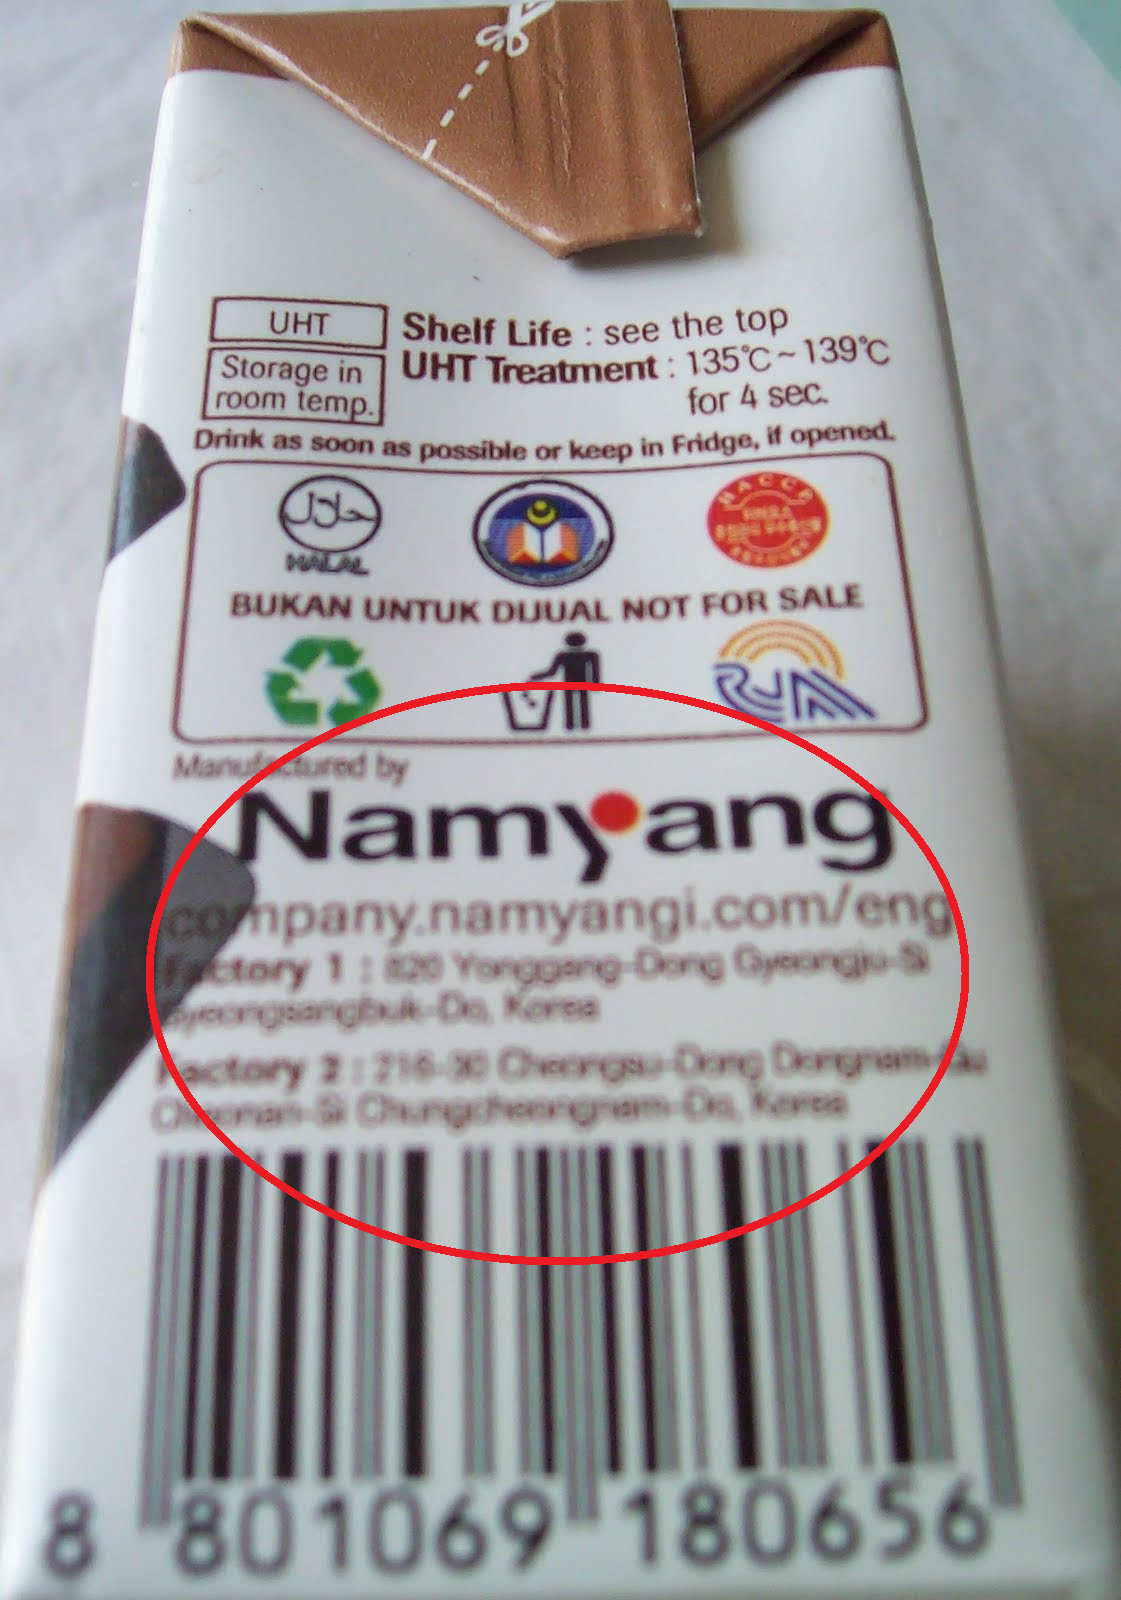 UHT
Storage in
room temp.
Shelf Life : see the top
UHT Treatment : 135℃~139℃
for 4 sec.
Drink as soon as possible or keep in Fridge, if opened.
حلال
HALAL
HACCP
BUKAN UNTUK DIJUAL NOT FOR SALE
Manufactured by
Namyang
company.namyangi.com/eng
Factory 1 : 820 Yonggang-Dong Gyeongju-Si
Gyeongsangbuk-Do, Korea
Factory 2 : 216-30 Cheongsu-Dong Dongnam-Gu
Cheonan-Si Chungcheongnam-Do, Korea
8 801069 180656